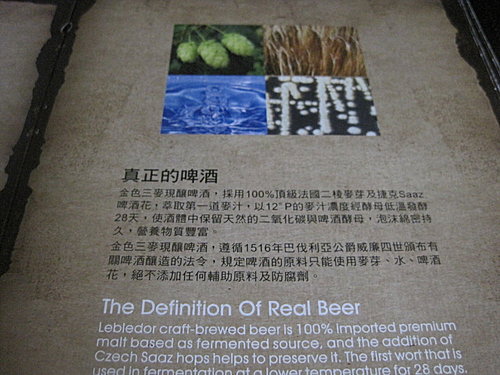 真正的啤酒
金色三麥現釀啤酒，採用100%頂級法國二稜麥芽及捷克Saaz
啤酒花，萃取第一道麥汁，以12°P的麥汁濃度經酵母低溫發酵
28天，使酒體中保留天然的二氧化碳與啤酒酵母，泡沫綿密持
久，營養物質豐富。
金色三麥現釀啤酒，遵循1516年巴伐利亞公爵威廉四世頒布有
關啤酒釀造的法令，規定啤酒的原料只能使用麥芽、水、啤酒
花，絕不添加任何輔助原料及防腐劑。
The Definition Of Real Beer
Lebledor craft-brewed beer is 100% imported premium
malt based as fermented source, and the addition of
Czech Saaz hops helps to preserve it. The first wort that is
used in fermentation at a lower temperature for 28 days.